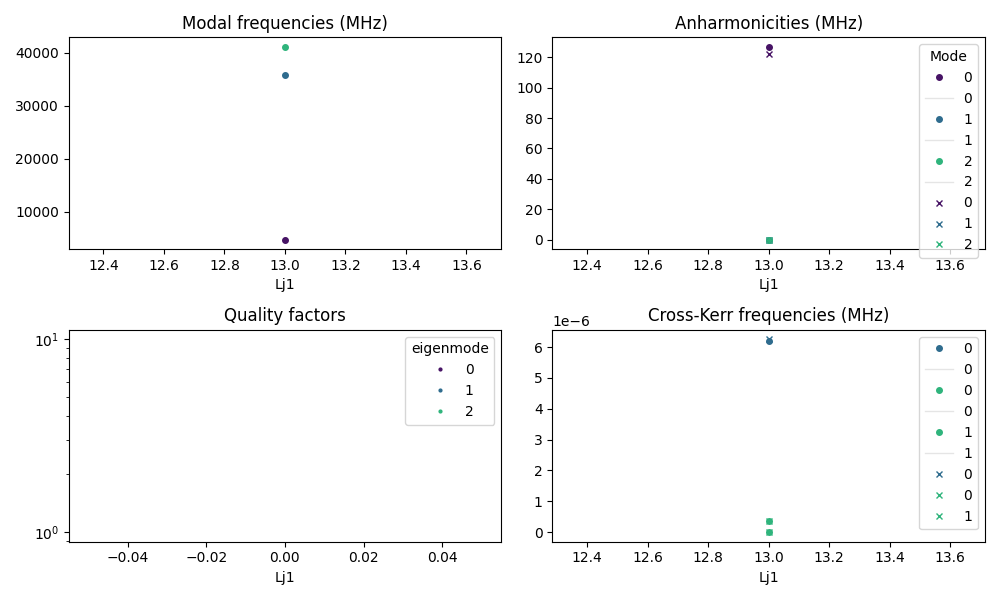 Modal frequencies (MHz)
40000
30000
20000
10000
12.4 12.6 12.8 13.0 13.2 13.4 13.6
Lj1
Anharmonicities (MHz)
120
100
80
60
40
20
0
12.4 12.6 12.8 13.0 13.2 13.4 13.6
Lj1
Mode
0
0
1
1
2
2
0
1
2
Quality factors
10¹
10⁰
−0.04 −0.02 0.00 0.02 0.04
Lj1
eigenmode
0
1
2
Cross-Kerr frequencies (MHz)
1e−6
6
5
4
3
2
1
0
12.4 12.6 12.8 13.0 13.2 13.4 13.6
Lj1
0
0
0
0
1
1
0
0
1